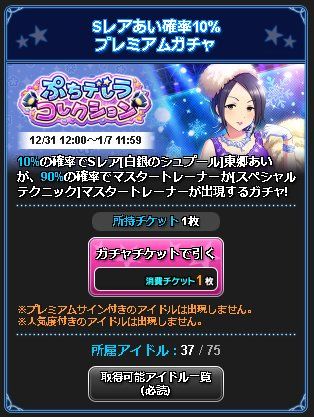 Sレアあい確率10%
プレミアムガチャ
ぷちデレラ
コレクション
12/31 12:00～1/7 11:59
10%の確率でSレア[白銀のシュプール]東郷あい
が、90%の確率でマスタートレーナーか[スペシャル
テクニック]マスタートレーナーが出現するガチャ!
所持チケット 1枚
ガチャチケットで引く
消費チケット1枚
※プレミアムサイン付きのアイドルは出現しません。
※人気度付きのアイドルは出現しません。
所属アイドル : 37 / 75
取得可能アイドル一覧
(必読)